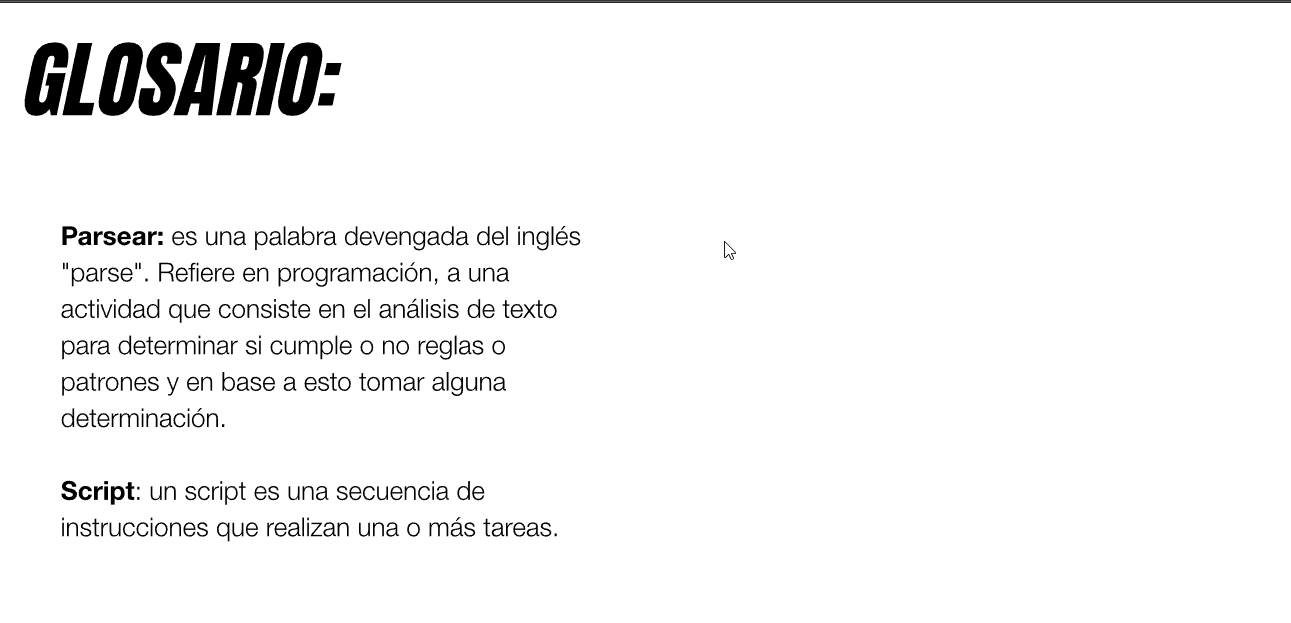 GLOSARIO:
Parsear: es una palabra devengada del inglés
"parse". Refiere en programación, a una
actividad que consiste en el análisis de texto
para determinar si cumple o no reglas o
patrones y en base a esto tomar alguna
determinación.
Script: un script es una secuencia de
instrucciones que realizan una o más tareas.